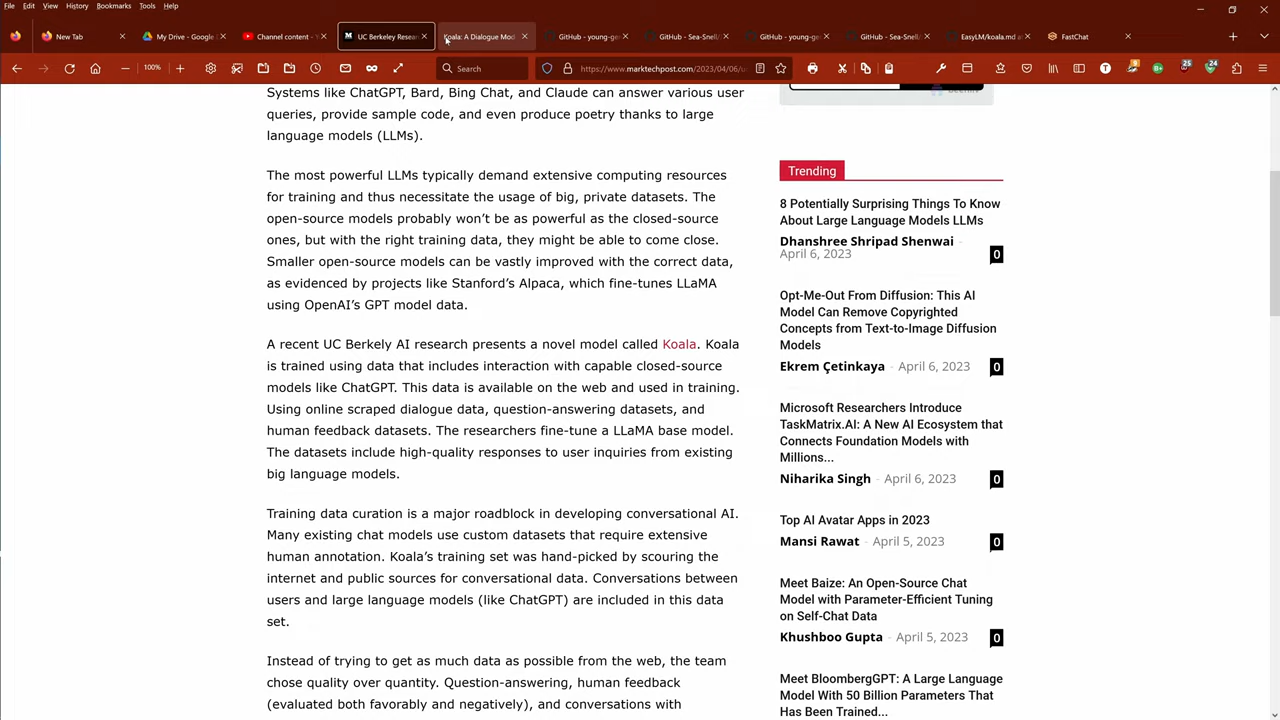 File Edit View History Bookmarks Tools Help
New Tab
My Drive - Google
Channel content - Y
UC Berkeley Resear
Koala: A Dialogue Mod
GitHub - young-ge
GitHub - Sea-Snell/
GitHub - young-ge
GitHub - Sea-Snell/
EasyLM/koala.md at
FastChat
100%
Search
https://www.marktechpost.com/2023/04/06/u
Systems like ChatGPT, Bard, Bing Chat, and Claude can answer various user
queries, provide sample code, and even produce poetry thanks to large
language models (LLMs).
The most powerful LLMs typically demand extensive computing resources
for training and thus necessitate the usage of big, private datasets. The
open-source models probably won't be as powerful as the closed-source
ones, but with the right training data, they might be able to come close.
Smaller open-source models can be vastly improved with the correct data,
as evidenced by projects like Stanford's Alpaca, which fine-tunes LLaMA
using OpenAI's GPT model data.
A recent UC Berkely AI research presents a novel model called Koala. Koala
is trained using data that includes interaction with capable closed-source
models like ChatGPT. This data is available on the web and used in training.
Using online scraped dialogue data, question-answering datasets, and
human feedback datasets. The researchers fine-tune a LLaMA base model.
The datasets include high-quality responses to user inquiries from existing
big language models.
Training data curation is a major roadblock in developing conversational AI.
Many existing chat models use custom datasets that require extensive
human annotation. Koala's training set was hand-picked by scouring the
internet and public sources for conversational data. Conversations between
users and large language models (like ChatGPT) are included in this data
set.
Instead of trying to get as much data as possible from the web, the team
chose quality over quantity. Question-answering, human feedback
(evaluated both favorably and negatively), and conversations with
Trending
8 Potentially Surprising Things To Know
About Large Language Models LLMs
Dhanshree Shripad Shenwai -
April 6, 2023
0
Opt-Me-Out From Diffusion: This AI
Model Can Remove Copyrighted
Concepts from Text-to-Image Diffusion
Models
Ekrem Çetinkaya - April 6, 2023
0
Microsoft Researchers Introduce
TaskMatrix.AI: A New AI Ecosystem that
Connects Foundation Models with
Millions...
Niharika Singh - April 6, 2023
0
Top AI Avatar Apps in 2023
Mansi Rawat - April 5, 2023
0
Meet Baize: An Open-Source Chat
Model with Parameter-Efficient Tuning
on Self-Chat Data
Khushboo Gupta - April 5, 2023
0
Meet BloombergGPT: A Large Language
Model With 50 Billion Parameters That
Has Been Trained...